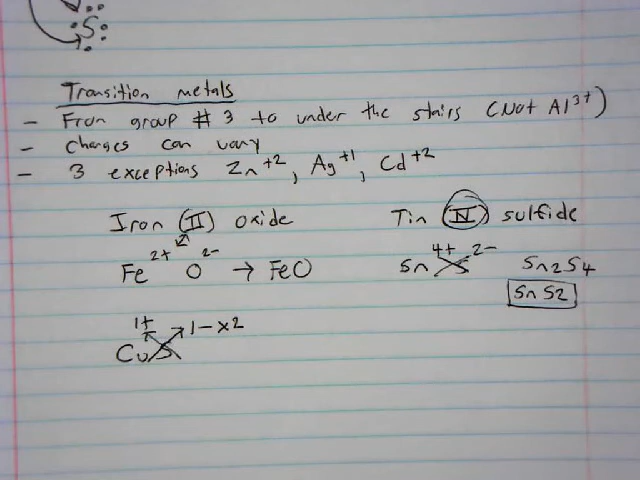 S
Transition metals
- From group # 3 to under the stairs (Not Al3+)
- Charges can vary
- 3 exceptions Zn+2, Ag+1, Cd+2
Iron (II) oxide Tin (IV) sulfide
Fe2+ O2- → FeO Sn4+ S2- Sn2S4
SnS2
1+ 1- x2
CuS